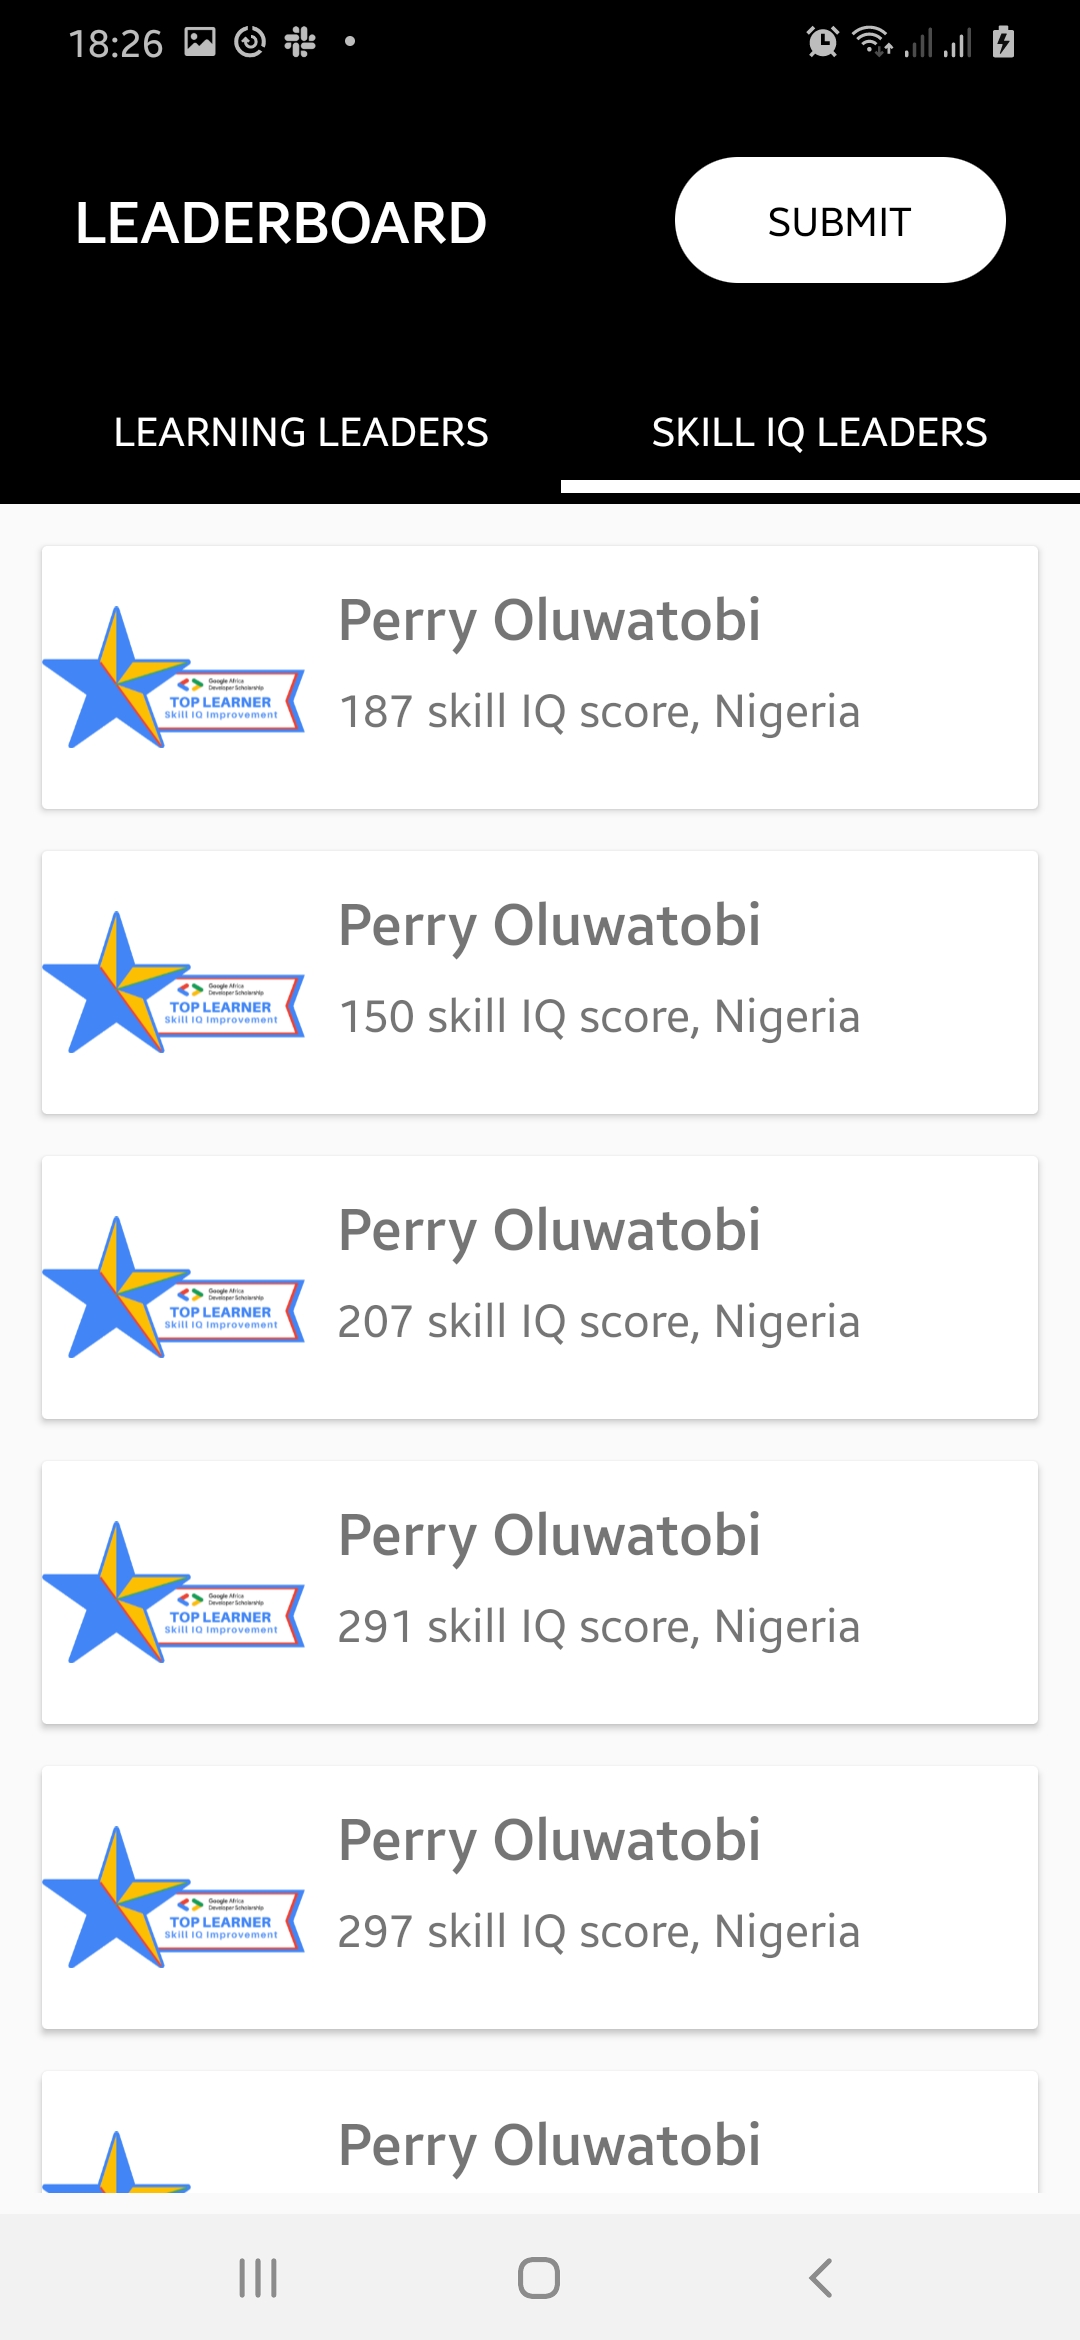 18:26
LEADERBOARD
SUBMIT
LEARNING LEADERS
SKILL IQ LEADERS
Perry Oluwatobi
Google Africa
Developer Scholarship
TOP LEARNER
Skill IQ Improvement
187 skill IQ score, Nigeria
Perry Oluwatobi
Google Africa
Developer Scholarship
TOP LEARNER
Skill IQ Improvement
150 skill IQ score, Nigeria
Perry Oluwatobi
Google Africa
Developer Scholarship
TOP LEARNER
Skill IQ Improvement
207 skill IQ score, Nigeria
Perry Oluwatobi
Google Africa
Developer Scholarship
TOP LEARNER
Skill IQ Improvement
291 skill IQ score, Nigeria
Perry Oluwatobi
Google Africa
Developer Scholarship
TOP LEARNER
Skill IQ Improvement
297 skill IQ score, Nigeria
Perry Oluwatobi